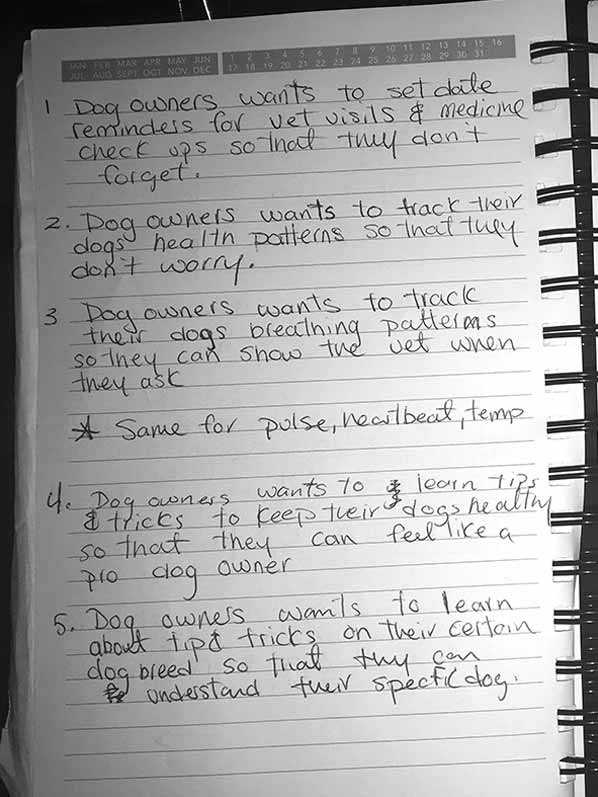 JAN FEB MAR APR MAY JUN 1 2 3 4 5 6 7 8 9 10 11 12 13 14 15 16
JUL AUG SEPT OCT NOV DEC 17 18 19 20 21 22 23 24 25 26 27 28 29 30 31
1 Dog owners wants to set date
reminders for vet visits & medicine
check ups so that they don't
forget.
2. Dog owners wants to track their
dogs health patterns so that they
don't worry.
3 Dog owners wants to track
their dogs breathing patterns
so they can show the vet when
they ask
* Same for pulse, heartbeat, temp
4. Dog owners wants to learn tips
& tricks to keep their dogs healthy
so that they can feel like a
pro dog owner
5. Dog owners wants to learn
about tip & tricks on their certain
dog breed so that they can
understand their specfic dog.